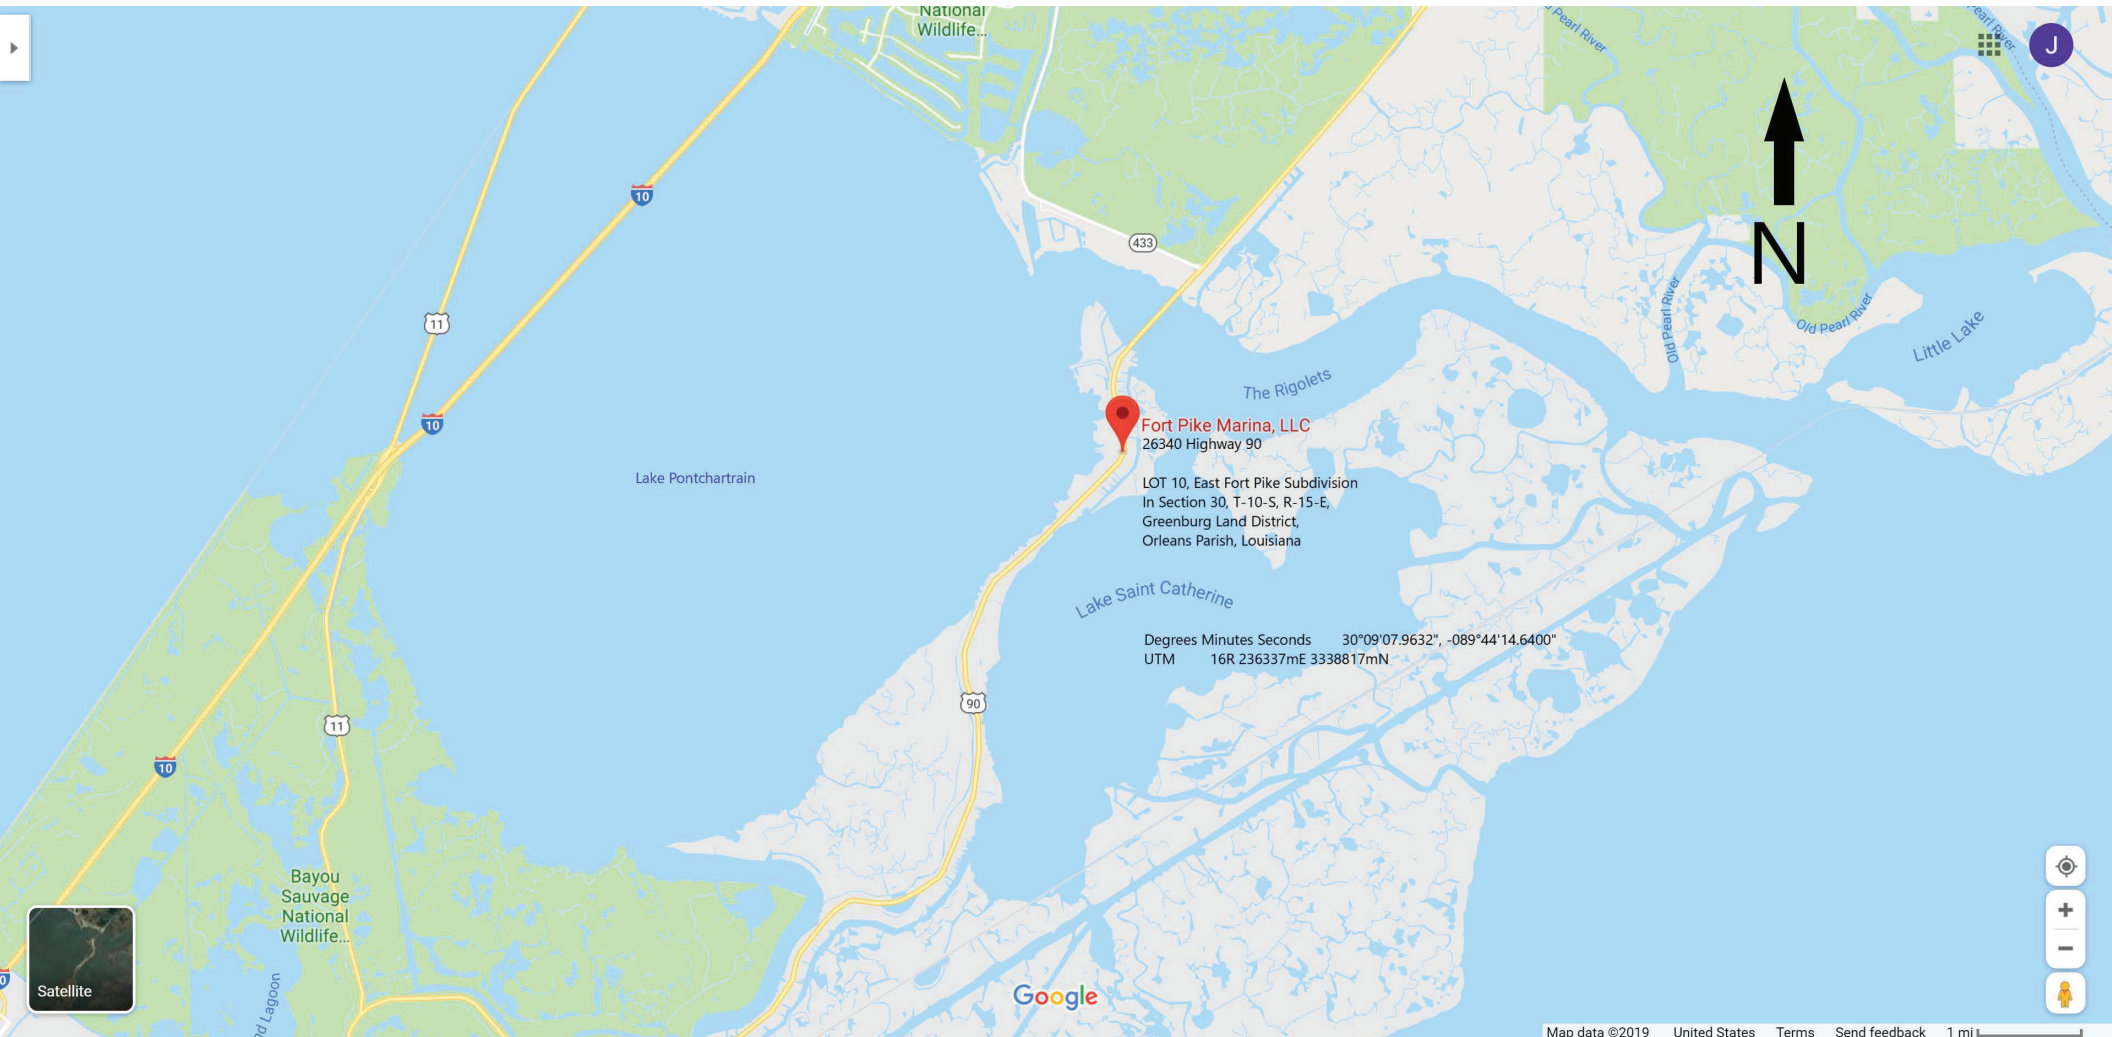 National
Wildlife...
Old Pearl River
Pearl River
J
10
433
N
11
Old Pearl River
Old Pearl River
Little Lake
The Rigolets
10
Fort Pike Marina, LLC
26340 Highway 90
Lake Pontchartrain
LOT 10, East Fort Pike Subdivision
In Section 30, T-10-S, R-15-E,
Greenburg Land District,
Orleans Parish, Louisiana
Lake Saint Catherine
Degrees Minutes Seconds 30°09'07.9632", -089°44'14.6400"
UTM 16R 236337mE 3338817mN
90
11
10
Bayou
Sauvage
National
Wildlife...
Satellite
Lagoon
Google
Map data ©2019 United States Terms Send feedback 1 mi